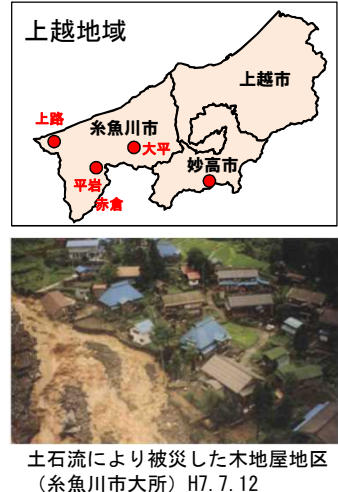 上越地域
上越市
上路
糸魚川市
大平
妙高市
平岩
赤倉
土石流により被災した木地屋地区
（糸魚川市大所）H7.7.12